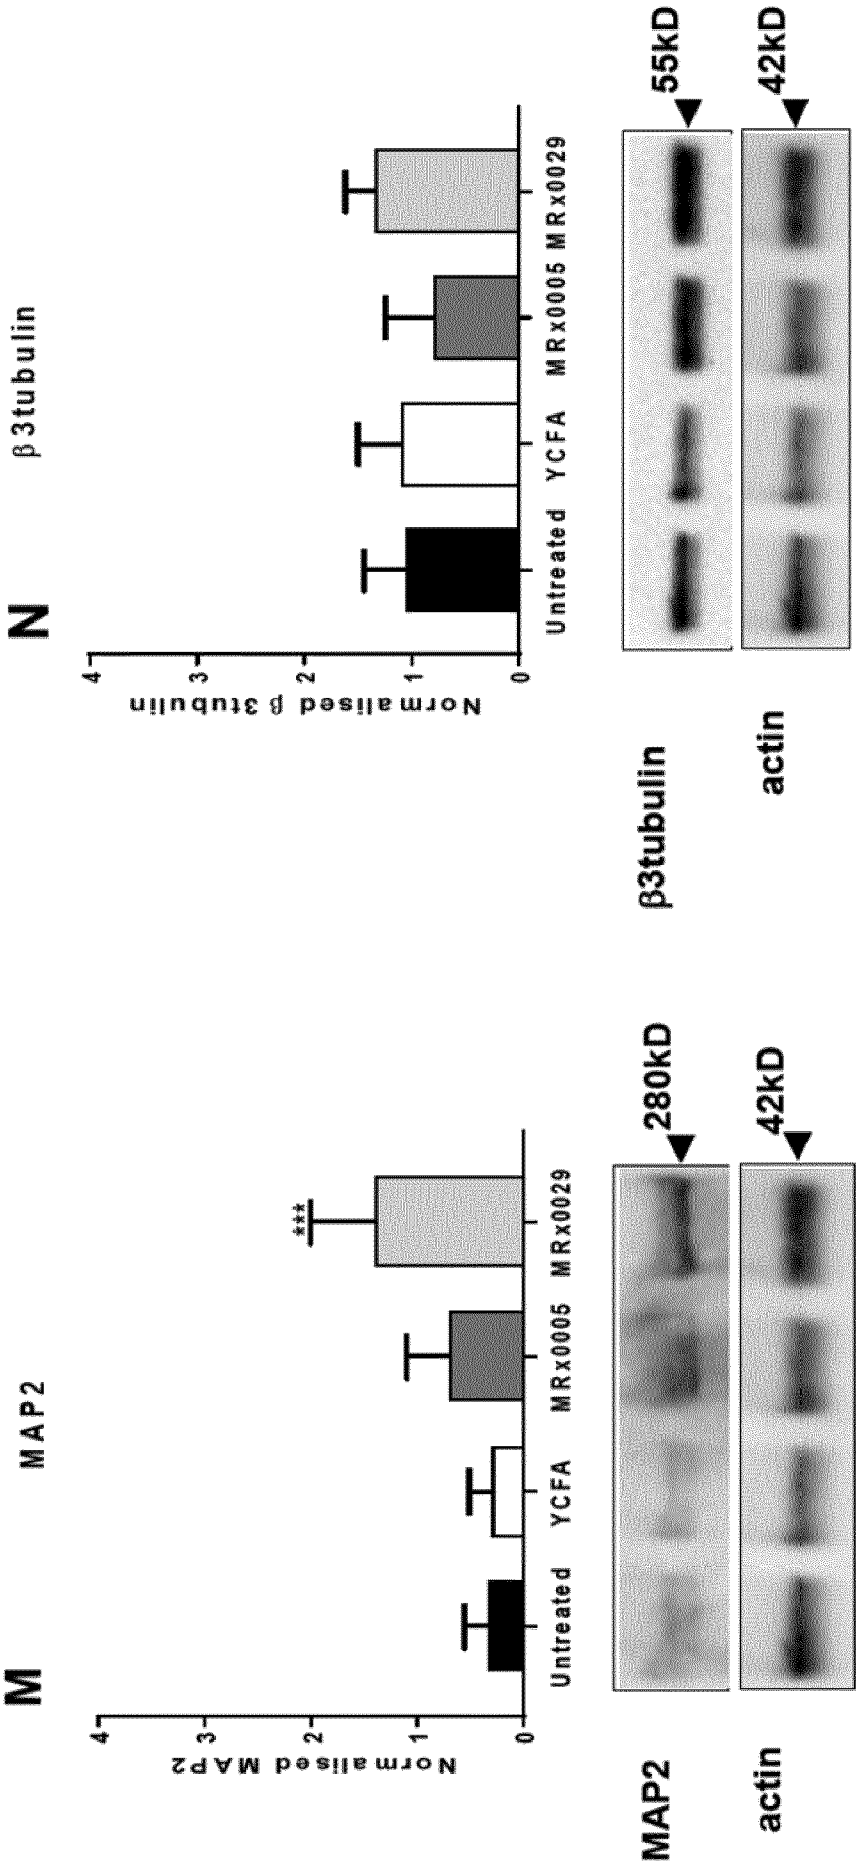 M
MAP2
Normalised MAP2
4
3
2
1
0
***
Untreated YCFA MRx0005 MRx0029
MAP2
280kD
actin
42kD
N
β3tubulin
Normalised β3tubulin
4
3
2
1
0
Untreated YCFA MRx0005 MRx0029
β3tubulin
55kD
actin
42kD